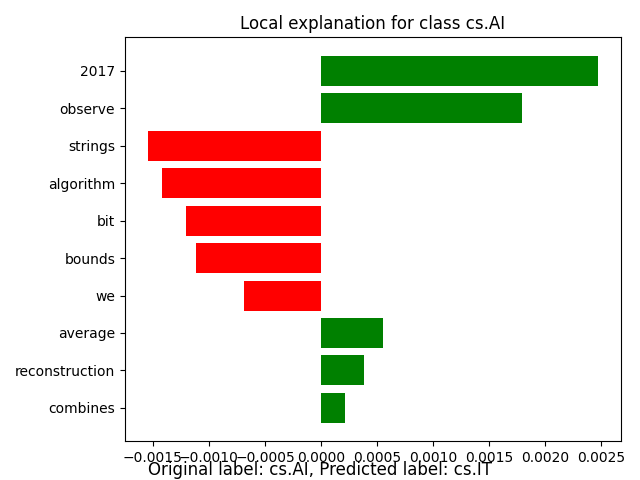 Local explanation for class cs.AI
2017
observe
strings
algorithm
bit
bounds
we
average
reconstruction
combines
−0.0015 −0.0010 −0.0005 0.0000 0.0005 0.0010 0.0015 0.0020 0.0025
Original label: cs.AI, Predicted label: cs.IT